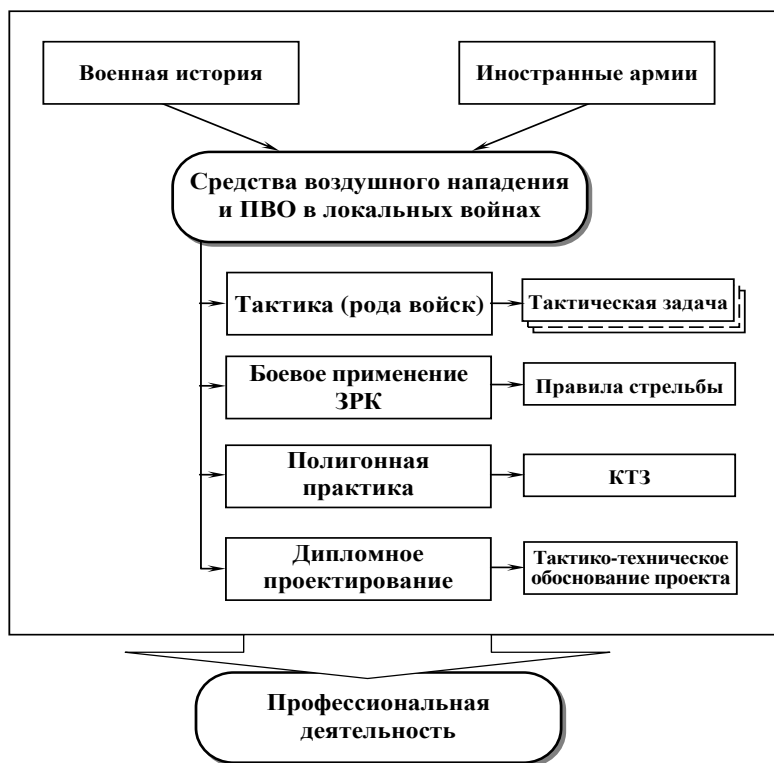 Военная история
Иностранные армии
Средства воздушного нападения
и ПВО в локальных войнах
Тактика (рода войск)
Тактическая задача
Боевое применение
ЗРК
Правила стрельбы
Полигонная
практика
КТЗ
Дипломное
проектирование
Тактико-техническое
обоснование проекта
Профессиональная
деятельность